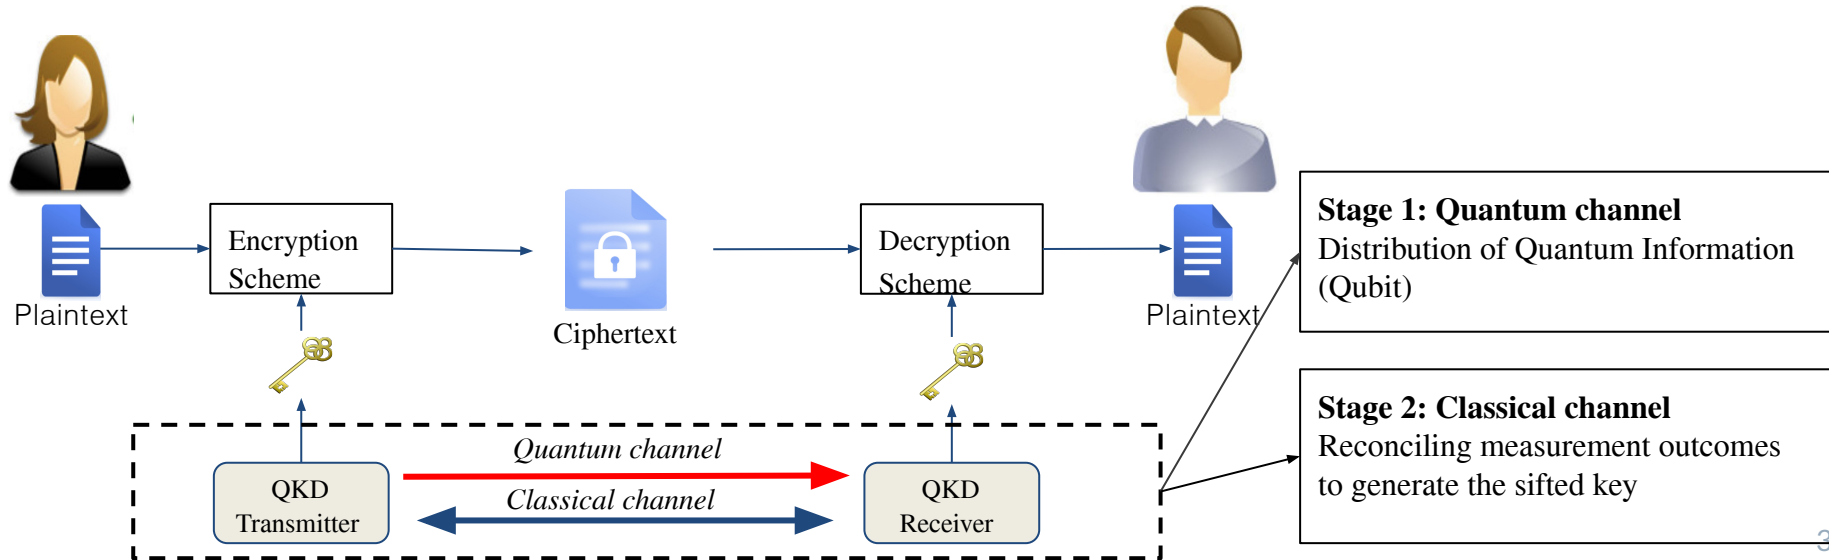 Plaintext
Encryption
Scheme
Ciphertext
Decryption
Scheme
Plaintext
Quantum channel
Classical channel
QKD
Transmitter
QKD
Receiver
Stage 1: Quantum channel
Distribution of Quantum Information
(Qubit)
Stage 2: Classical channel
Reconciling measurement outcomes
to generate the sifted key
3